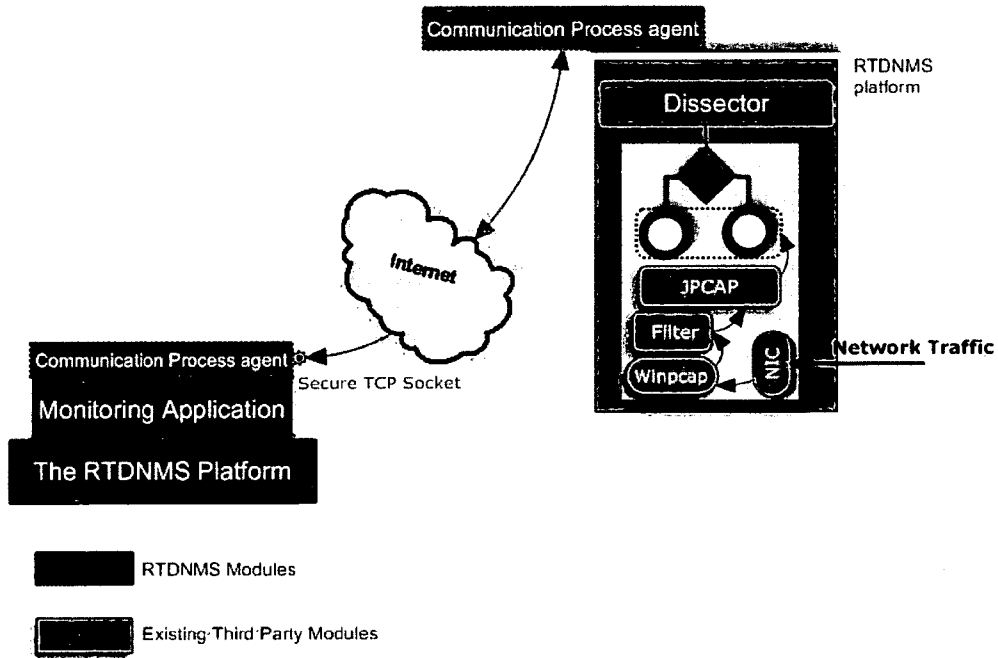 Communication Process agent
RTDNMS
platform
Dissector
Internet
JPCAP
Filter
Winpcap
NIC
Network Traffic
Communication Process agent
Secure TCP Socket
Monitoring Application
The RTDNMS Platform
RTDNMS Modules
Existing Third Party Modules